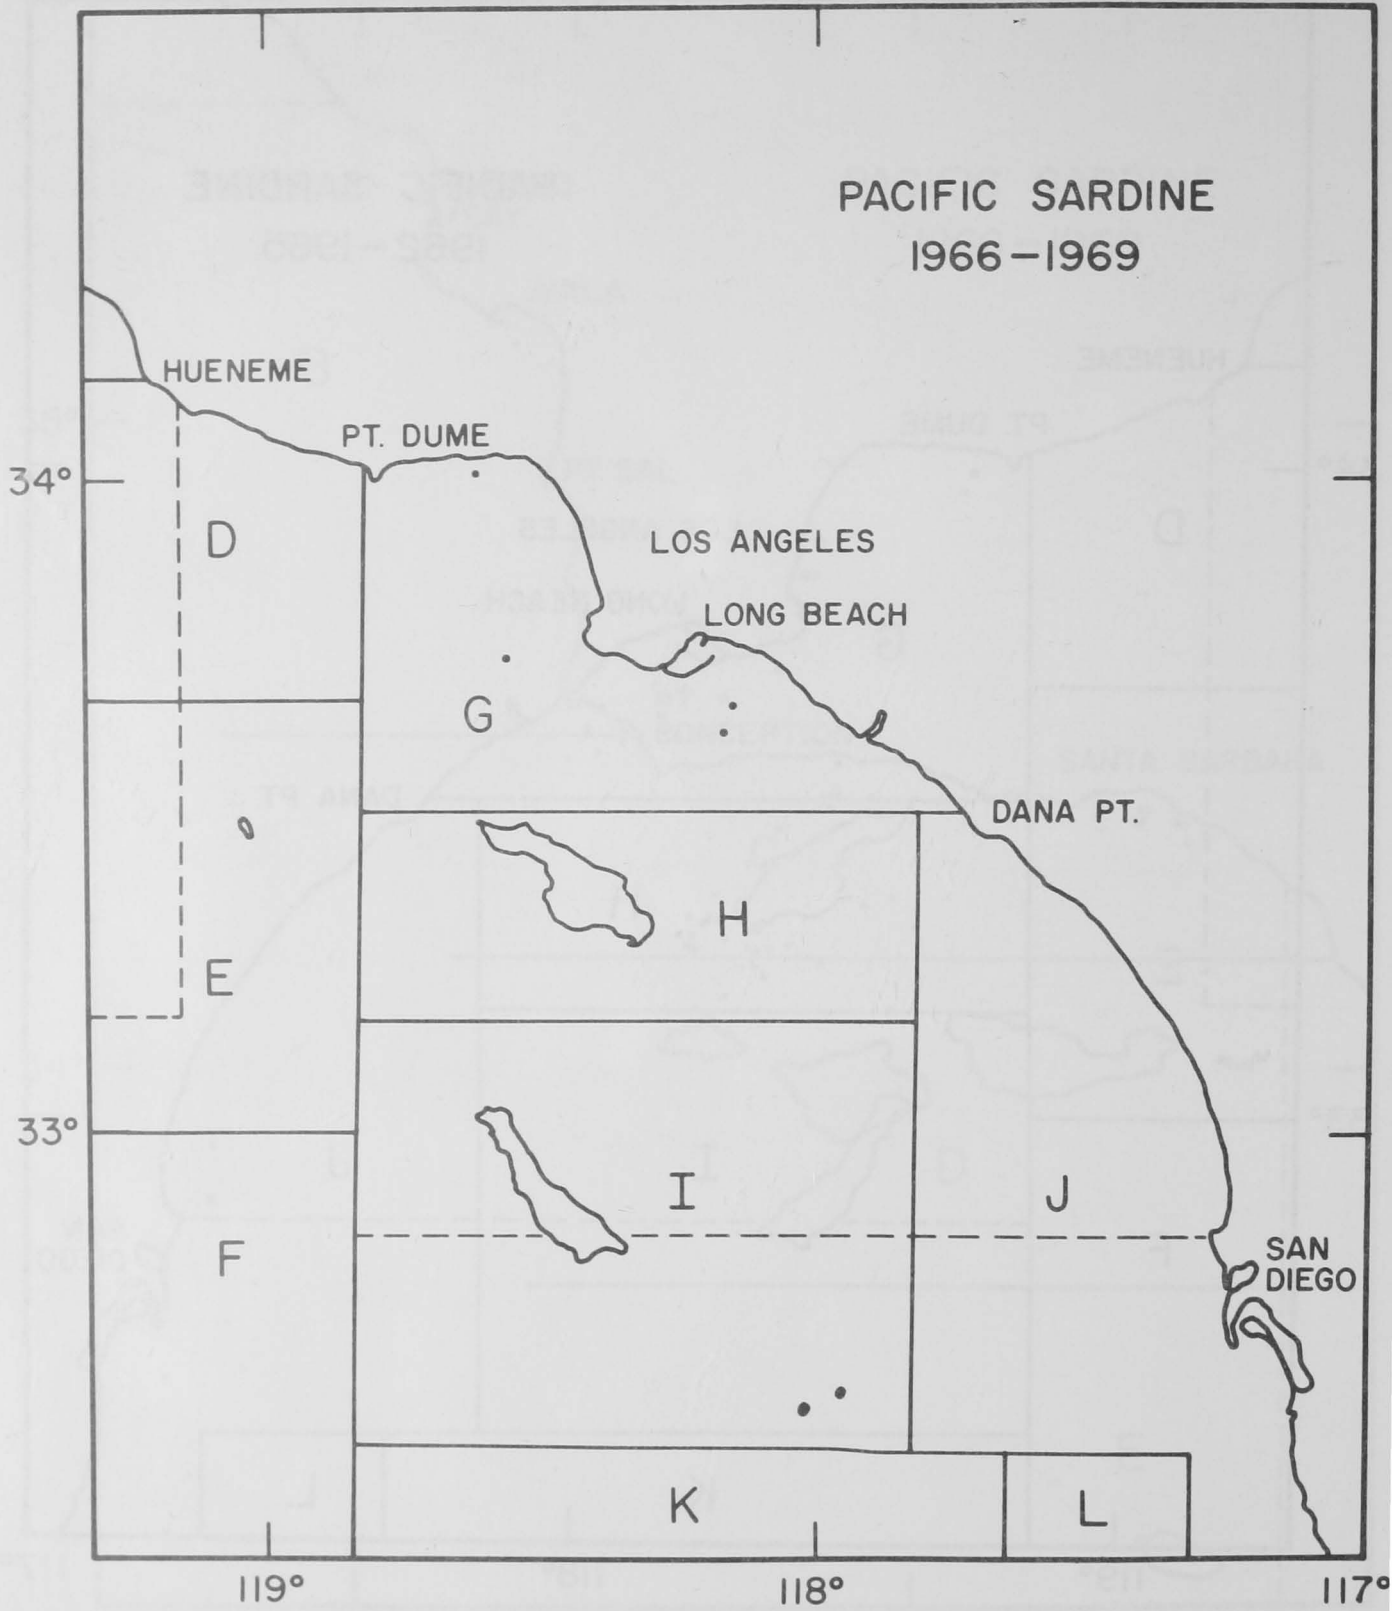 PACIFIC SARDINE
1966–1969
HUENEME
PT. DUME
34°
D
LOS ANGELES
LONG BEACH
G
DANA PT.
H
E
33°
I
J
F
SAN
DIEGO
K
L
119°
118°
117°